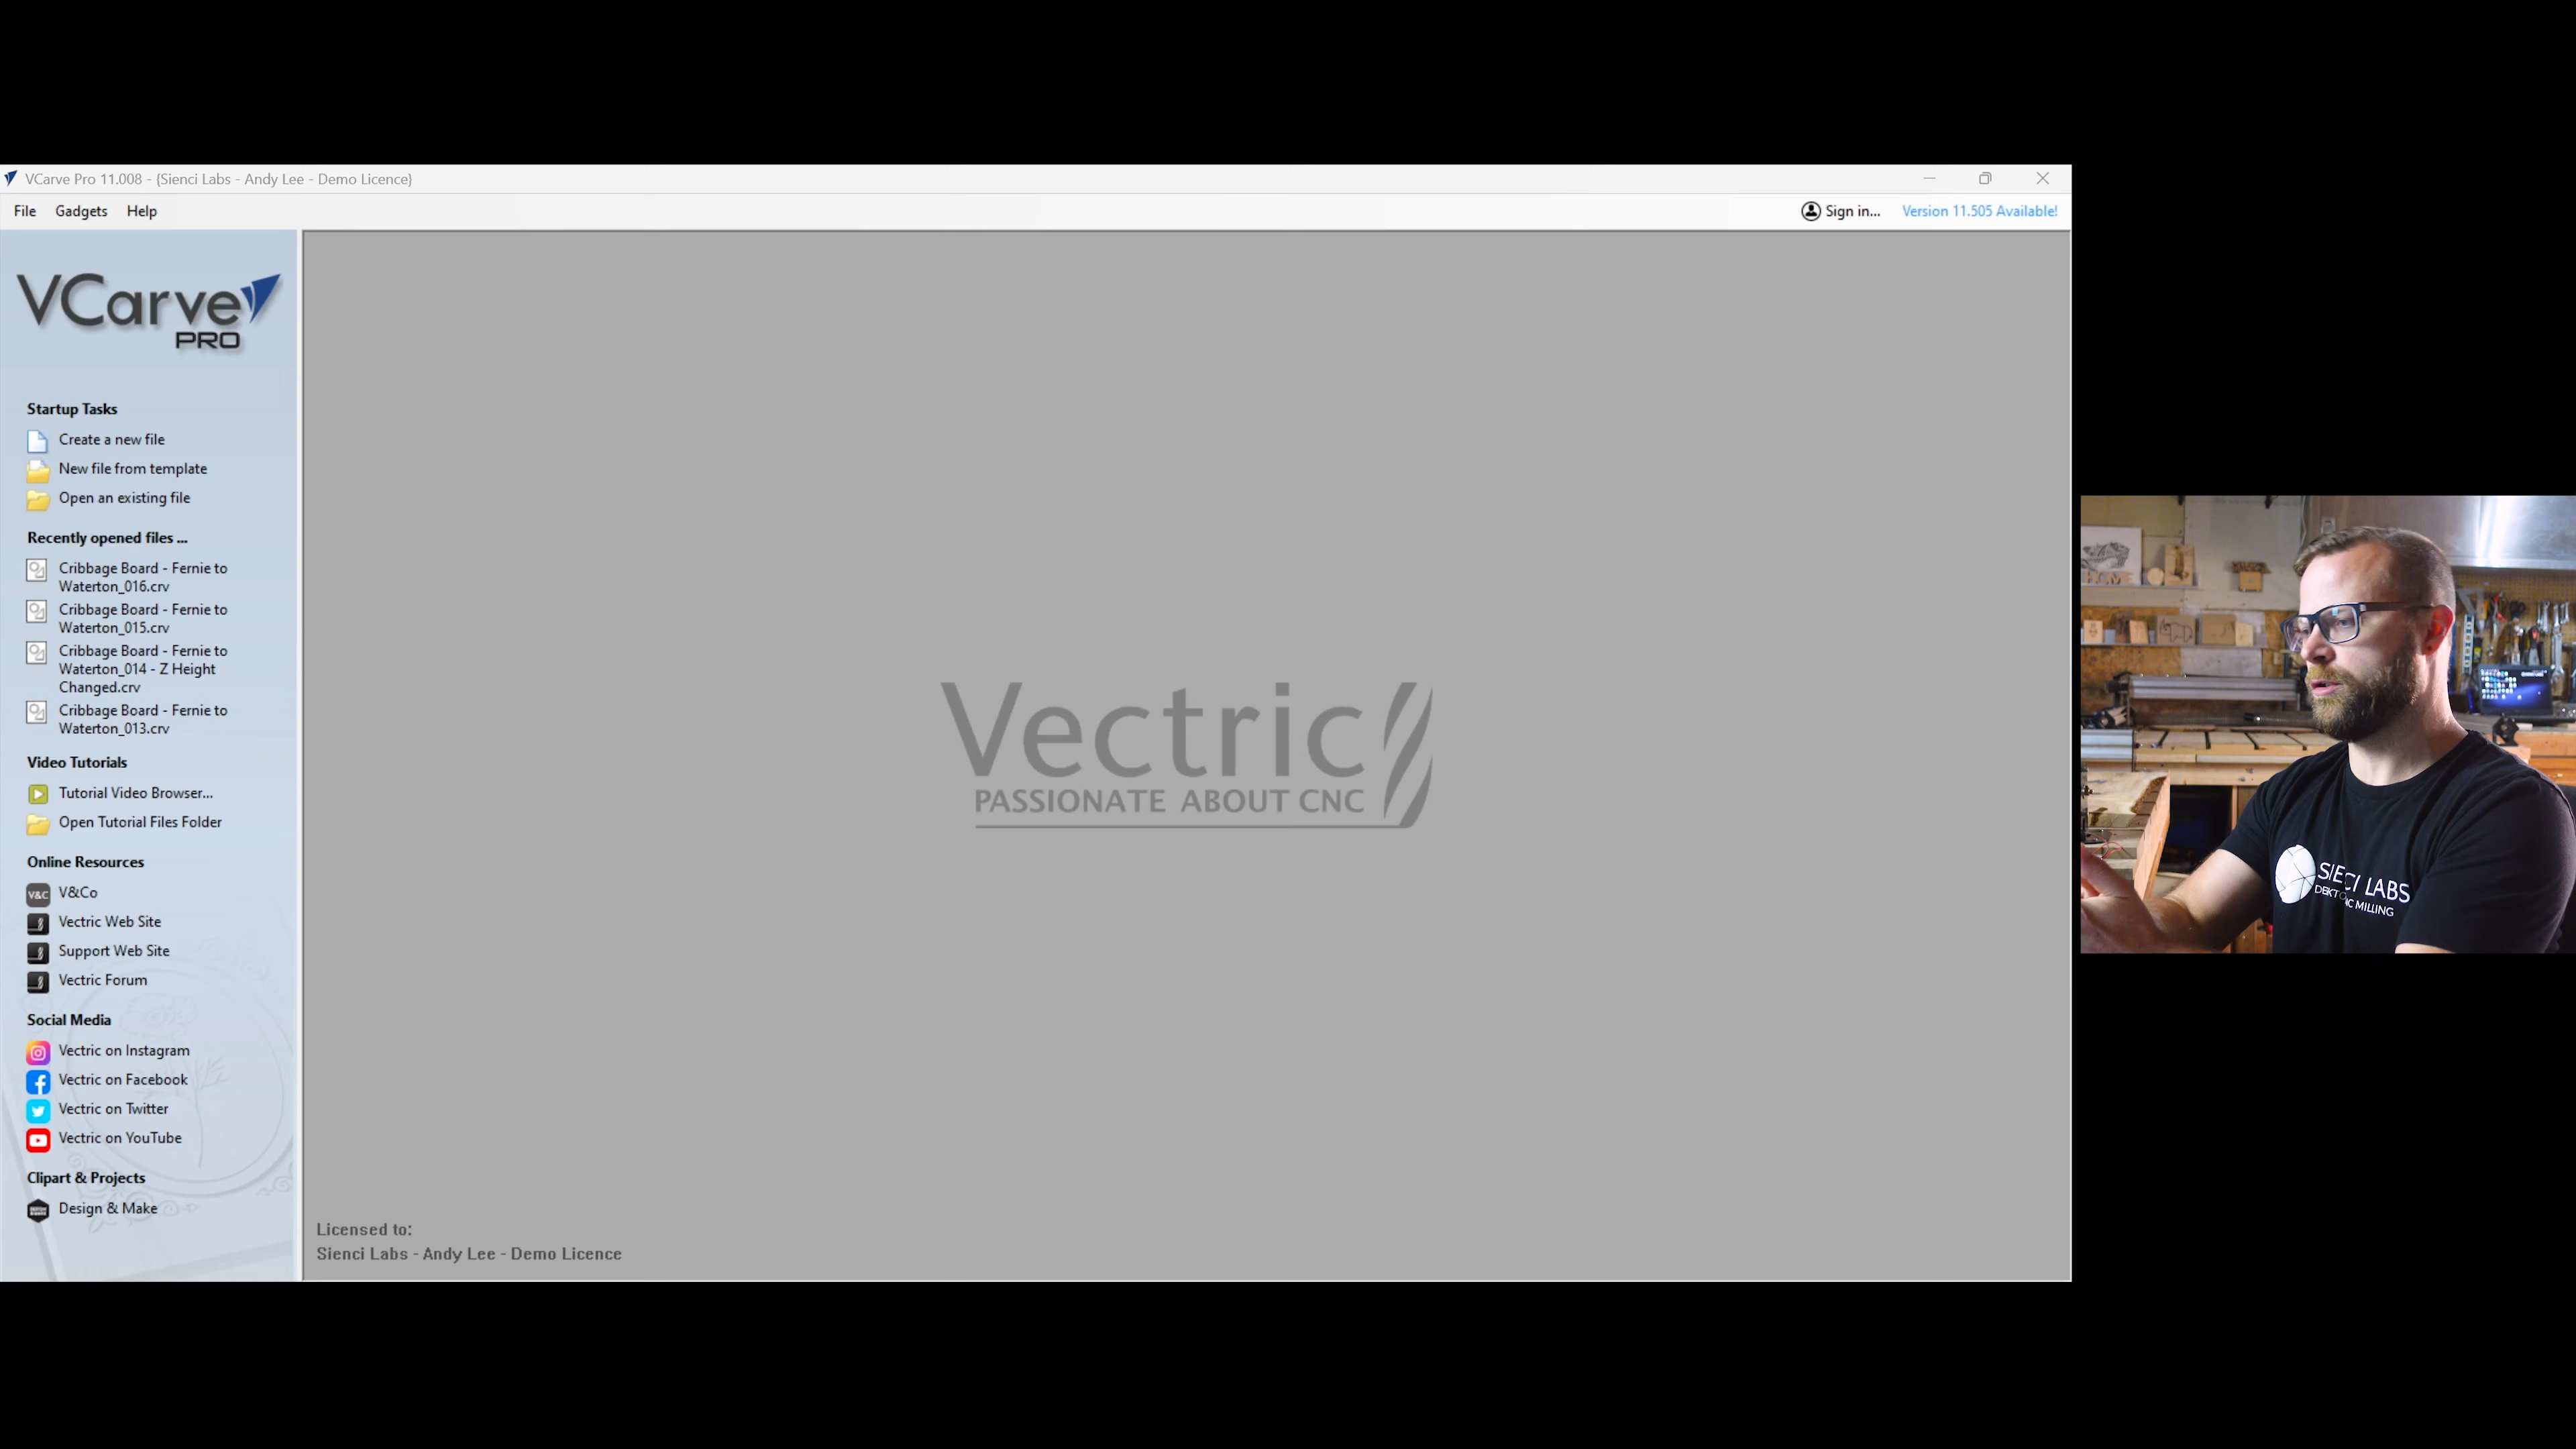 VCarve Pro 11.008 - {Sienci Labs - Andy Lee - Demo Licence}
File Gadgets Help
Sign in... Version 11.505 Available!
VCarve
PRO
Startup Tasks
Create a new file
New file from template
Open an existing file
Recently opened files ...
Cribbage Board - Fernie to
Waterton_016.crv
Cribbage Board - Fernie to
Waterton_015.crv
Cribbage Board - Fernie to
Waterton_014 - Z Height
Changed.crv
Cribbage Board - Fernie to
Waterton_013.crv
Video Tutorials
Tutorial Video Browser...
Open Tutorial Files Folder
Online Resources
V&C V&Co
Vectric Web Site
Support Web Site
Vectric Forum
Social Media
Vectric on Instagram
Vectric on Facebook
Vectric on Twitter
Vectric on YouTube
Clipart & Projects
Design & Make
Vectric
PASSIONATE ABOUT CNC
Licensed to:
Sienci Labs - Andy Lee - Demo Licence
SIENCI LABS
MILLING